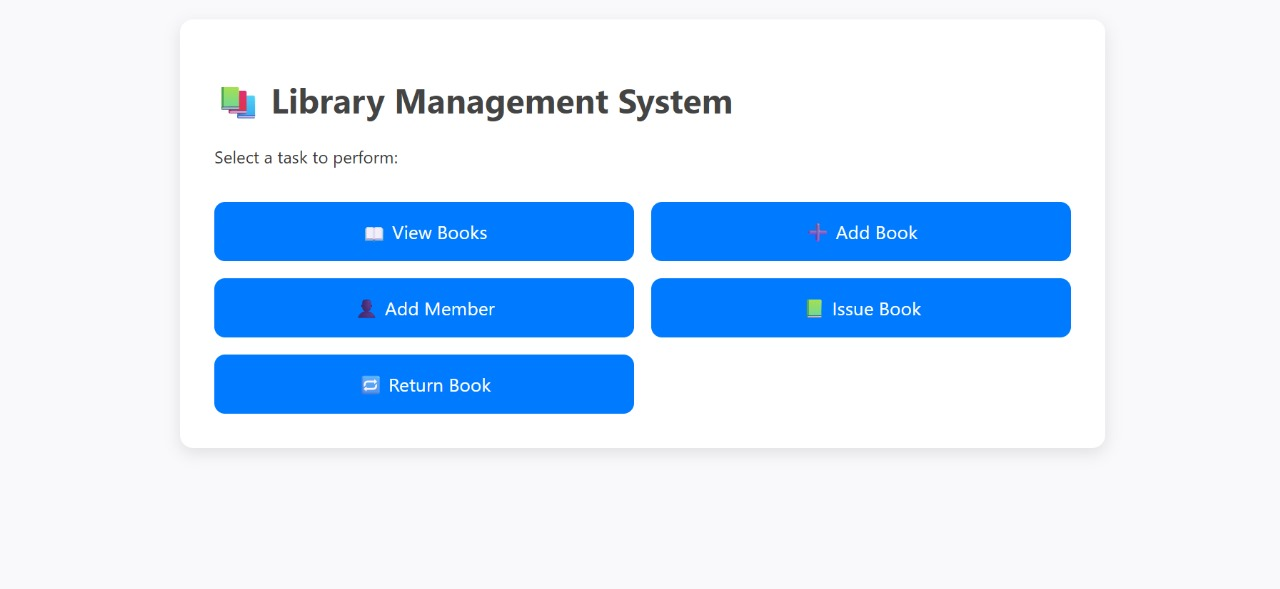 📚 Library Management System
Select a task to perform:
📖 View Books
➕ Add Book
👤 Add Member
📗 Issue Book
🔁 Return Book